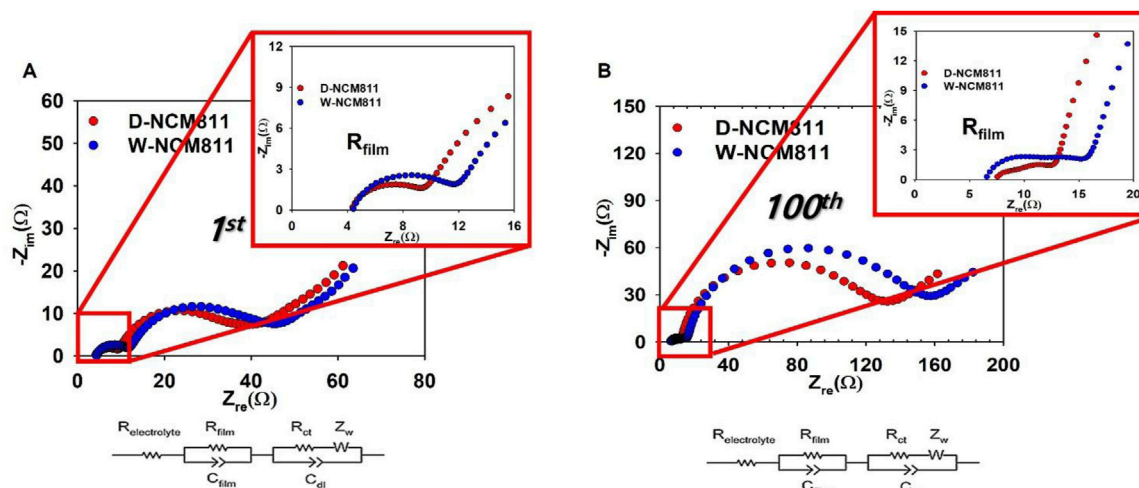 A
60
50
40
30
20
10
0
-Zim(Ω)
D-NCM811
W-NCM811
1st
0 20 40 60 80
Zre(Ω)
12
9
6
3
0
-Zim(Ω)
D-NCM811
W-NCM811
Rfilm
0 4 8 12 16
Zre(Ω)
Relectrolyte Rfilm Rct Zw
Cfilm Cdl
B
150
120
90
60
30
0
-Zim(Ω)
D-NCM811
W-NCM811
100th
0 40 80 120 160 200
Zre(Ω)
15
12
9
6
3
0
-Zim(Ω)
D-NCM811
W-NCM811
Rfilm
0 5 10 15 20
Zre(Ω)
Relectrolyte Rfilm Rct Zw